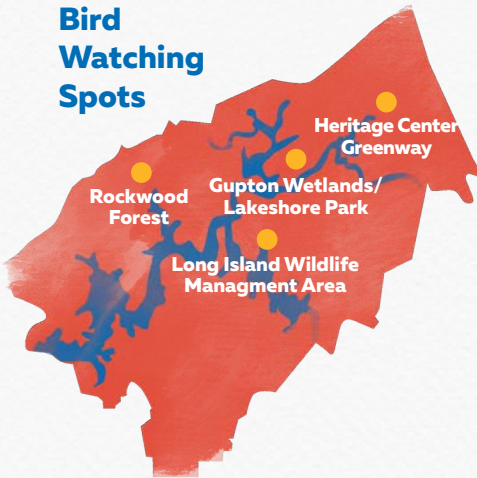 Bird
Watching
Spots
Heritage Center
Greenway
Rockwood
Forest
Gupton Wetlands/
Lakeshore Park
Long Island Wildlife
Managment Area